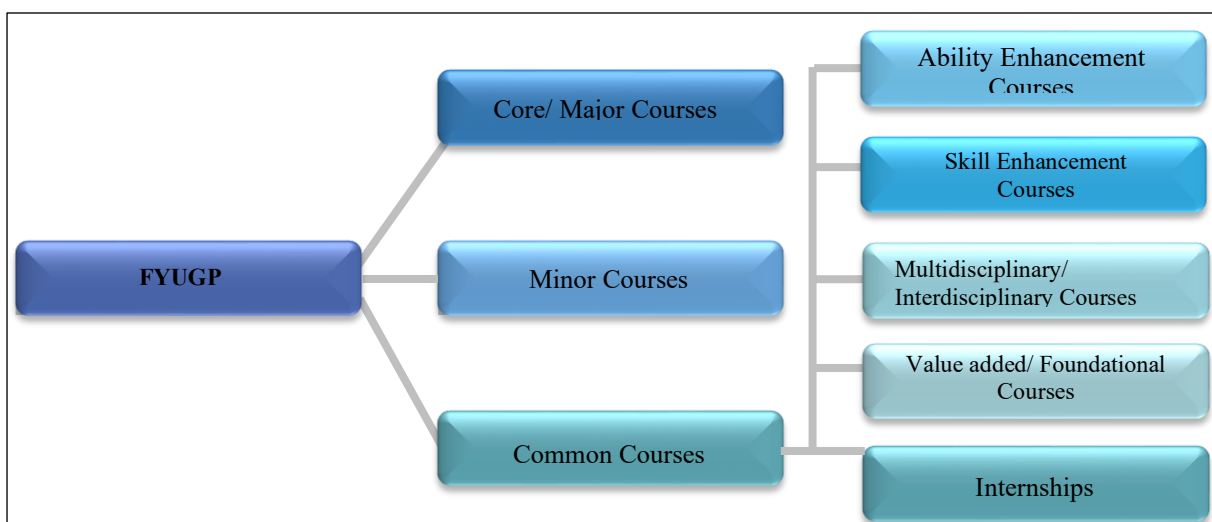 FYUGP
Core/ Major Courses
Minor Courses
Common Courses
Ability Enhancement
Courses
Skill Enhancement
Courses
Multidisciplinary/
Interdisciplinary Courses
Value added/ Foundational
Courses
Internships